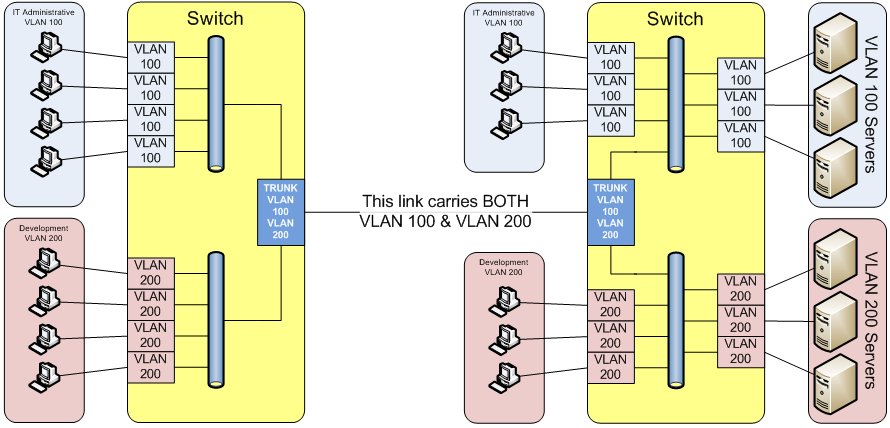 IT Administrative
VLAN 100
Switch
VLAN
100
VLAN
100
VLAN
100
VLAN
100
TRUNK
VLAN
100
VLAN
200
Development
VLAN 200
VLAN
200
VLAN
200
VLAN
200
VLAN
200
This link carries BOTH
VLAN 100 & VLAN 200
IT Administrative
VLAN 100
Switch
VLAN
100
VLAN
100
VLAN
100
VLAN
100
VLAN
100
VLAN
100
VLAN 100 Servers
TRUNK
VLAN
100
VLAN
200
Development
VLAN 200
VLAN
200
VLAN
200
VLAN
200
VLAN
200
VLAN
200
VLAN
200
VLAN 200 Servers